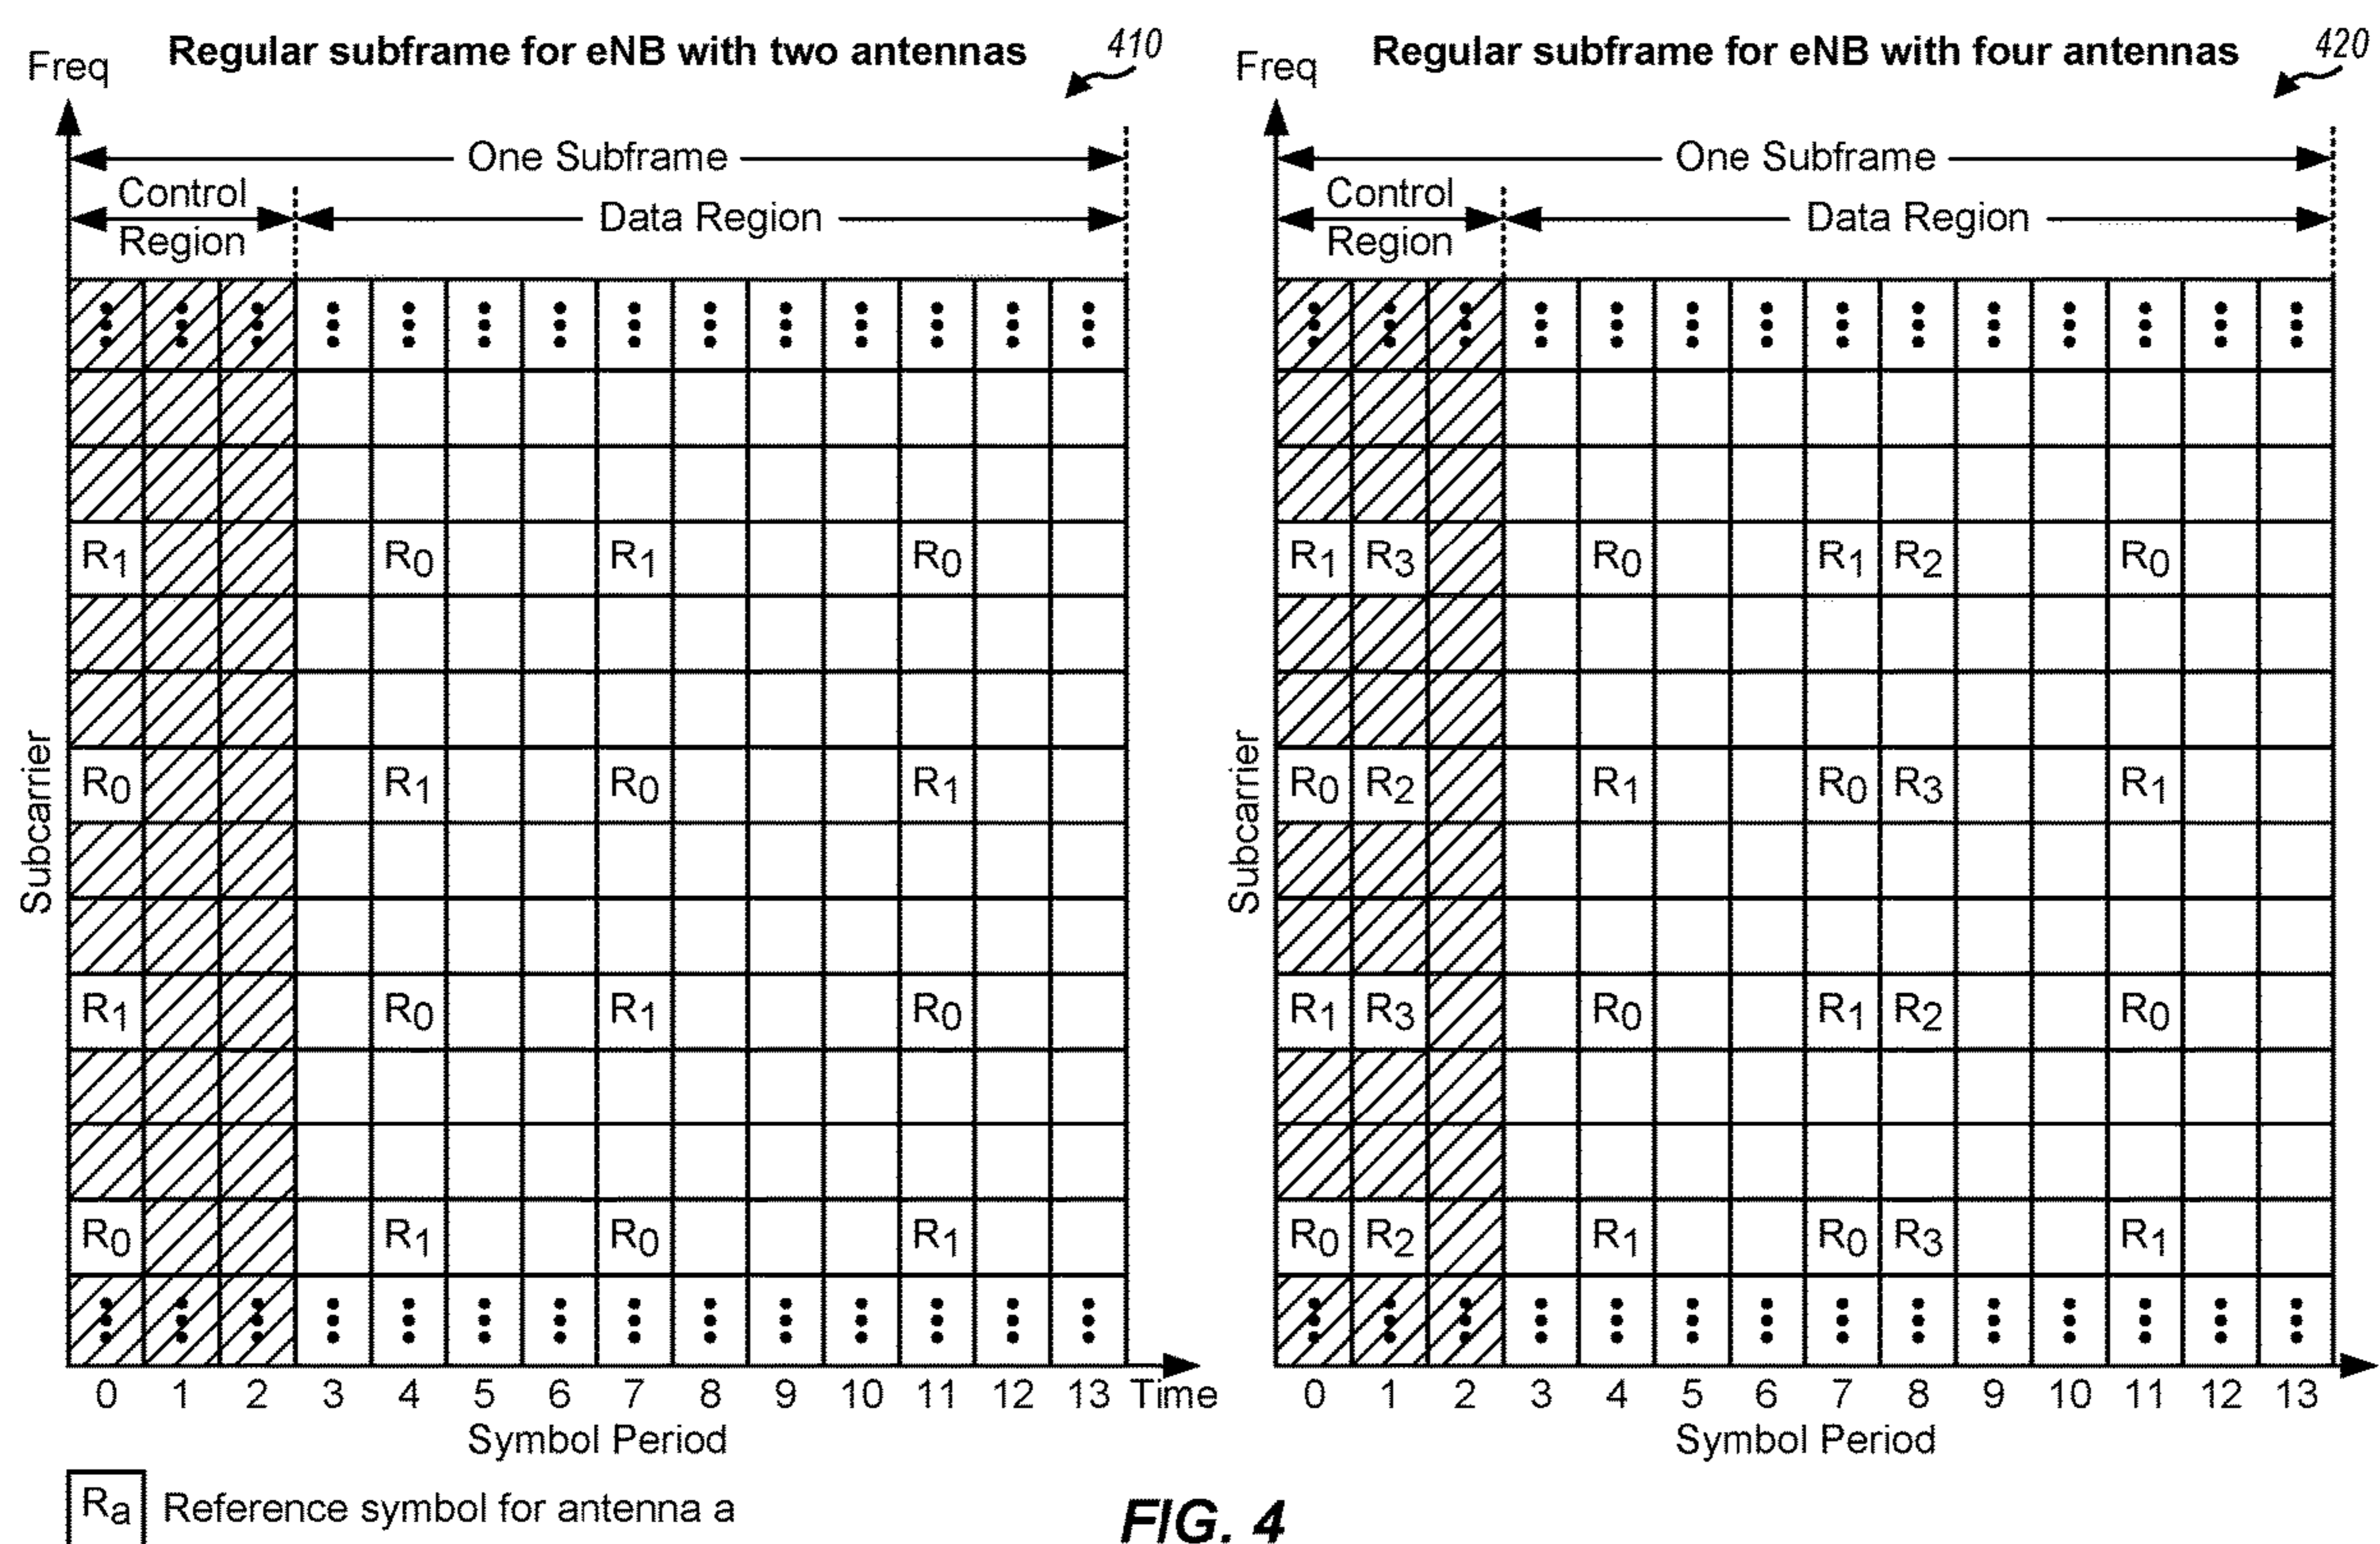 Regular subframe for eNB with two antennas 410
Freq
One Subframe
Control Region
Data Region
R1 R0 R1 R0
R0 R1 R0 R1
R1 R0 R1 R0
R0 R1 R0 R1
Subcarrier
0 1 2 3 4 5 6 7 8 9 10 11 12 13 Time
Symbol Period
Regular subframe for eNB with four antennas 420
Freq
One Subframe
Control Region
Data Region
R1 R3 R0 R1 R2 R0
R0 R2 R1 R0 R3 R1
R1 R3 R0 R1 R2 R0
R0 R2 R1 R0 R3 R1
Subcarrier
0 1 2 3 4 5 6 7 8 9 10 11 12 13
Symbol Period
Ra Reference symbol for antenna a
FIG. 4